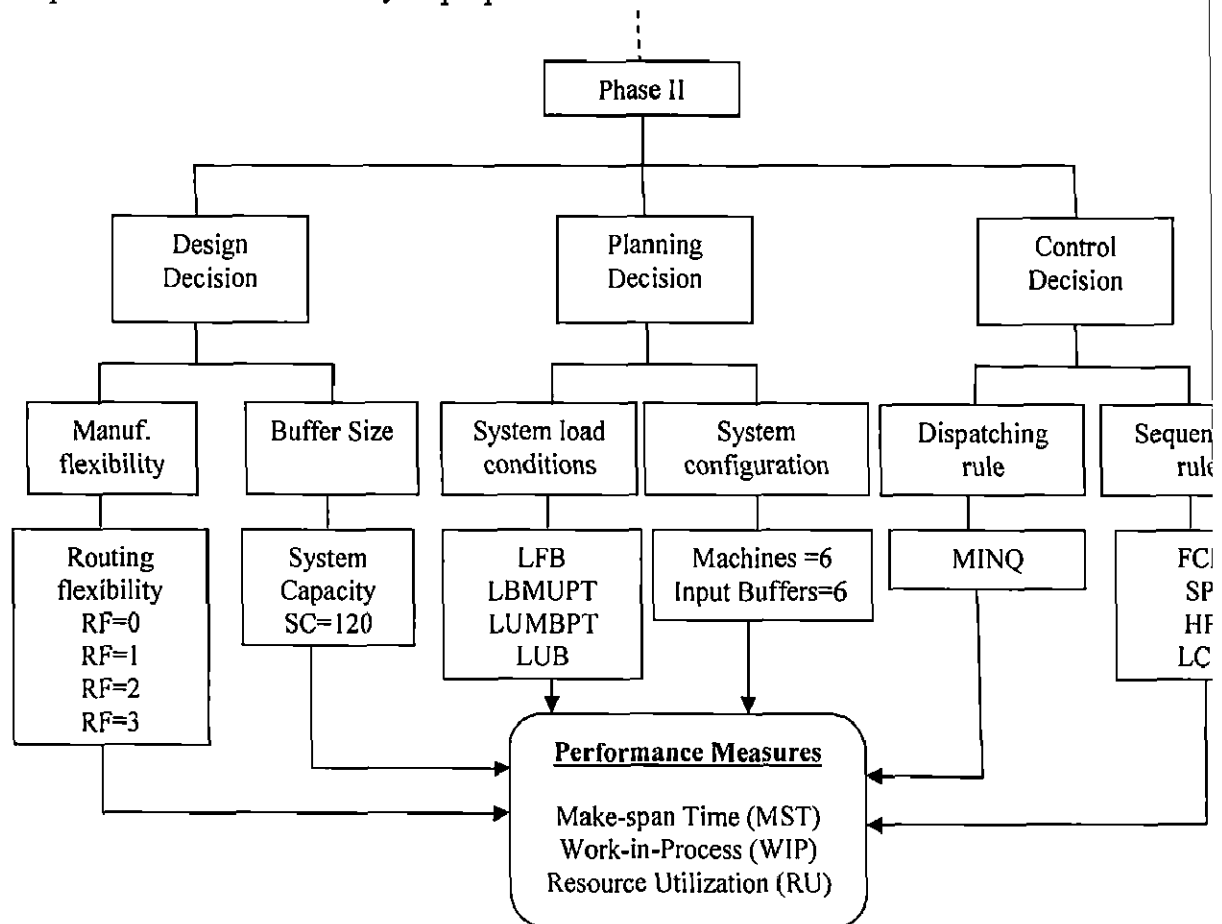 Phase II
Design
Decision
Planning
Decision
Control
Decision
Manuf.
flexibility
Buffer Size
System load
conditions
System
configuration
Dispatching
rule
Routing
flexibility
RF=0
RF=1
RF=2
RF=3
System
Capacity
SC=120
LFB
LBMUPT
LUMBPT
LUB
Machines =6
Input Buffers=6
MINQ
Performance Measures
Make-span Time (MST)
Work-in-Process (WIP)
Resource Utilization (RU)